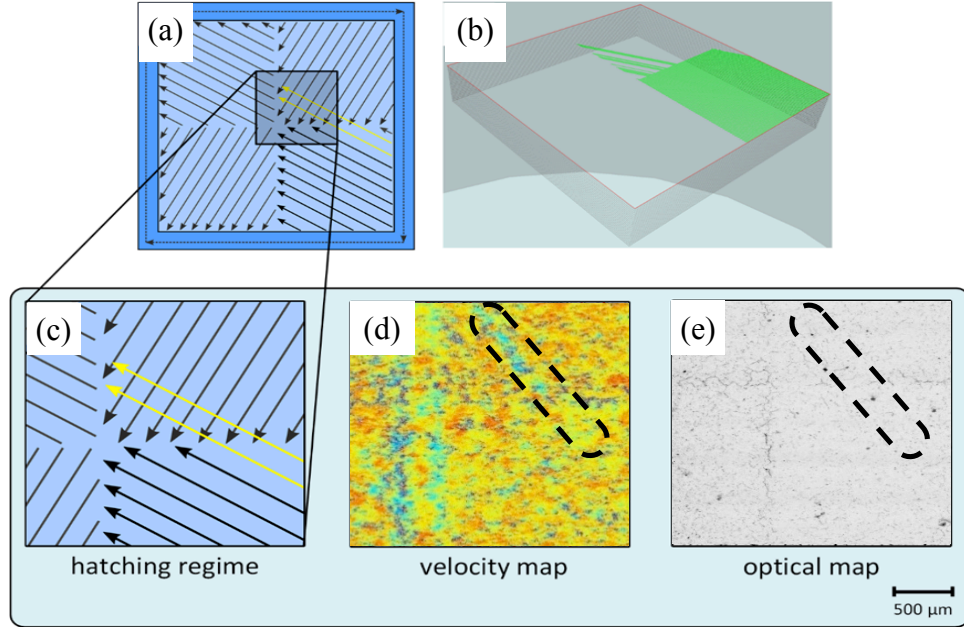 (a)
(b)
(c)
(d)
(e)
hatching regime
velocity map
optical map
500 μm